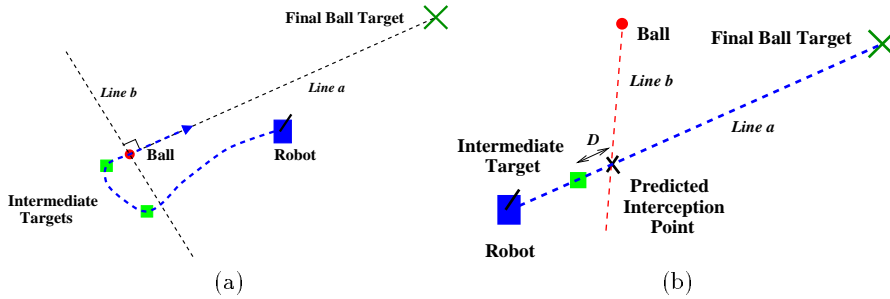 Final Ball Target
Line b
Line a
Ball
Robot
Intermediate
Targets
(a)
Ball
Final Ball Target
Line b
Line a
D
Intermediate
Target
Predicted
Interception
Point
Robot
(b)